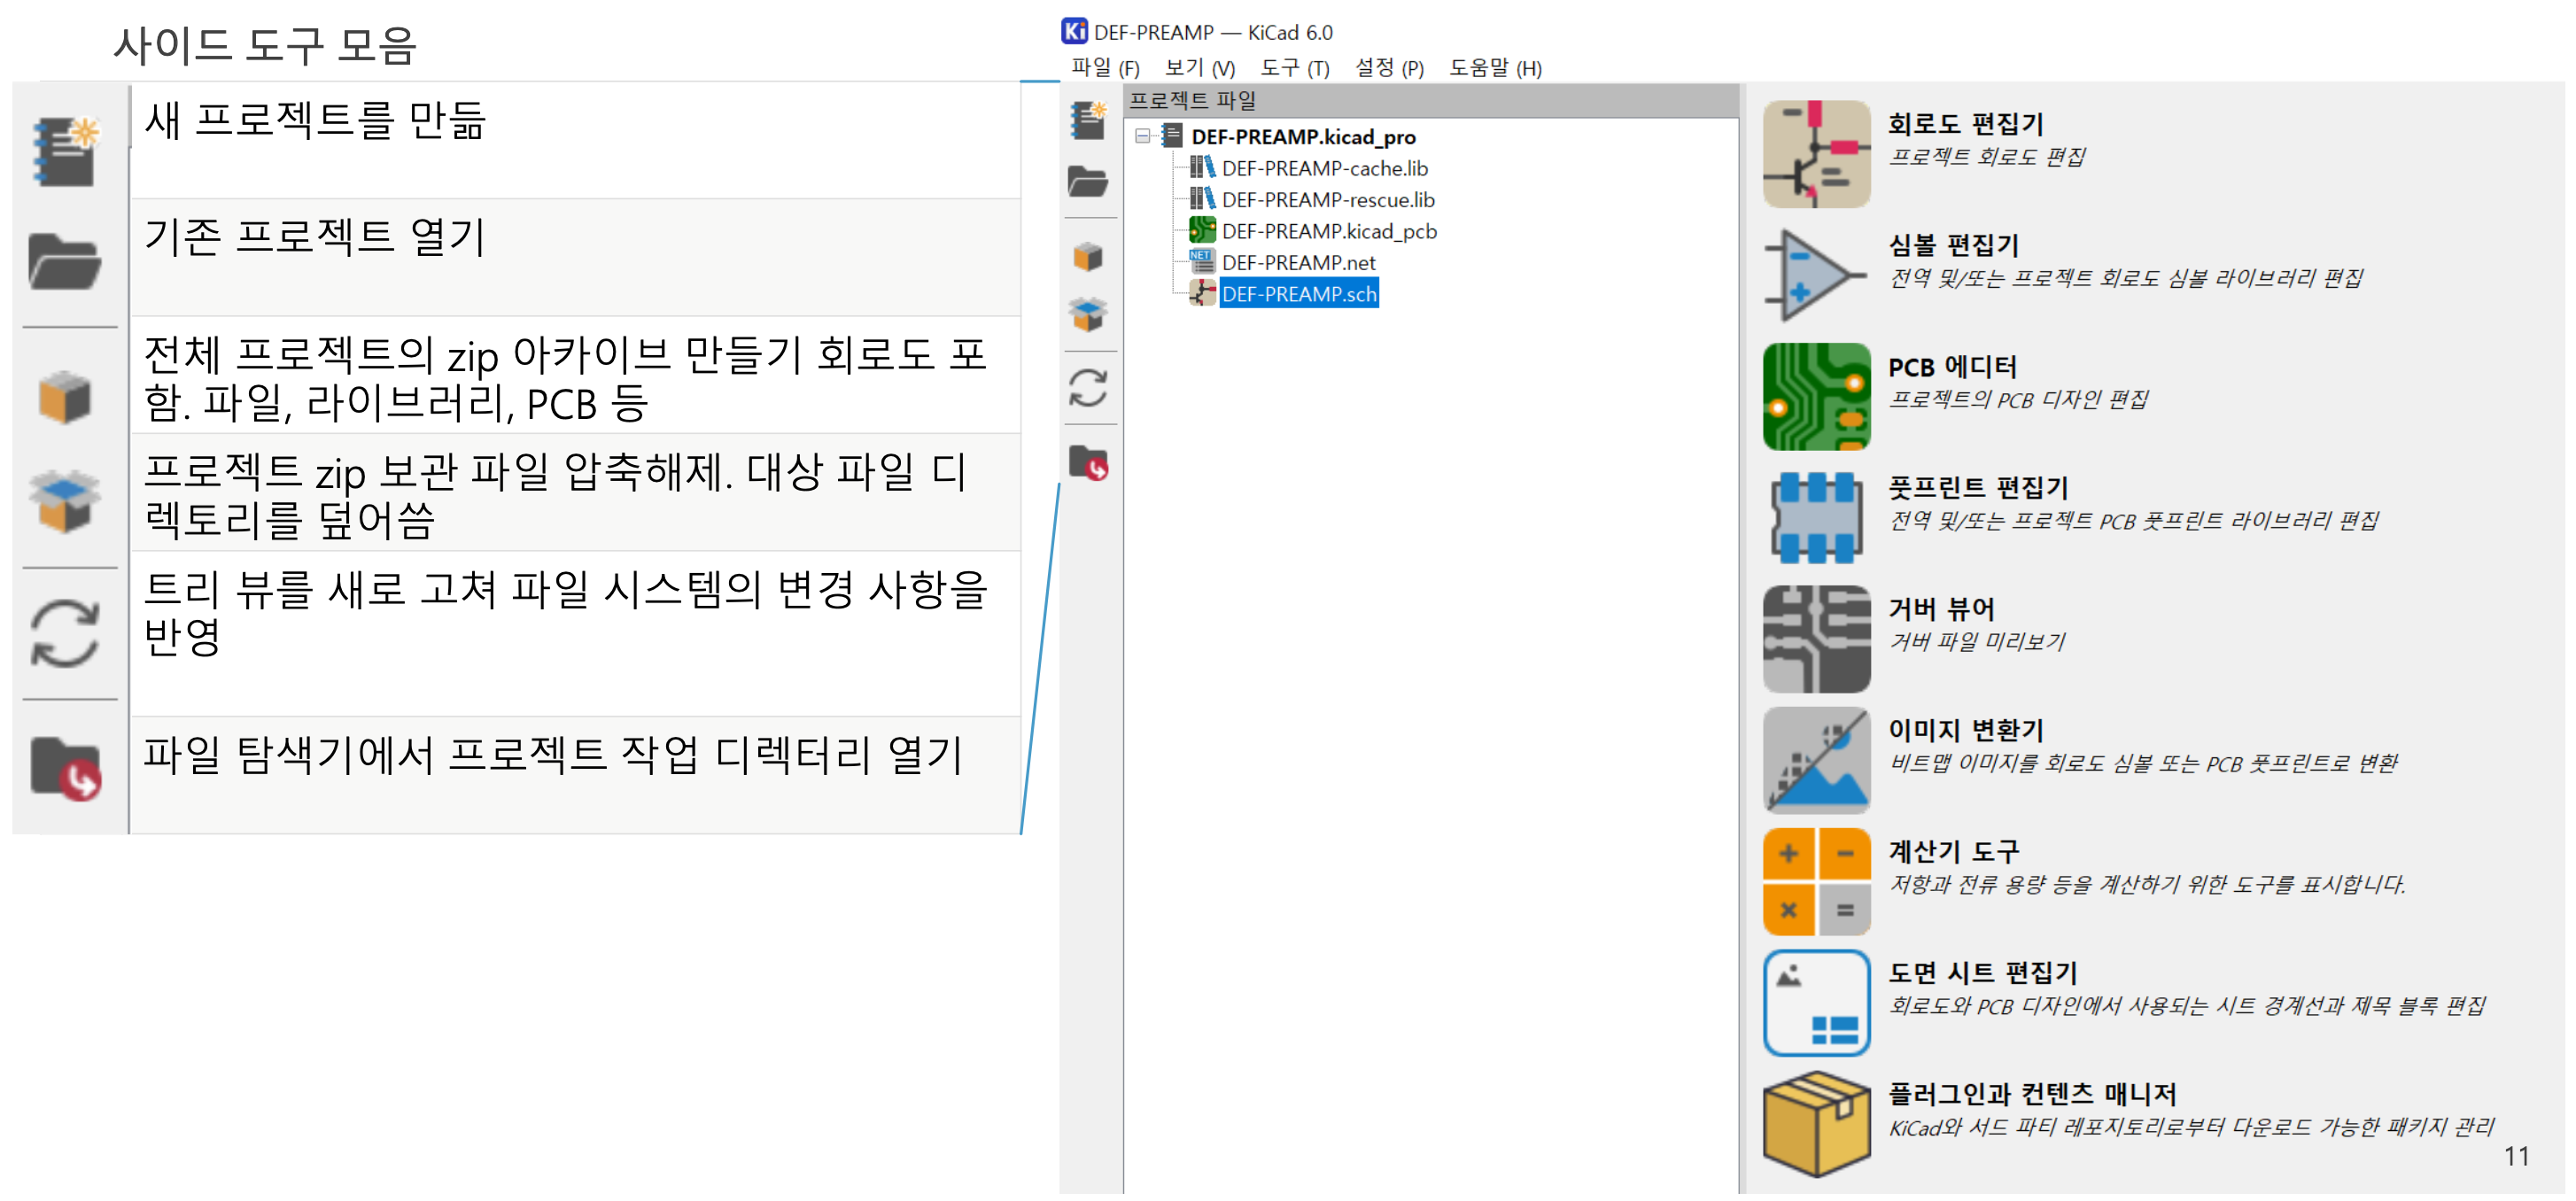 사이드 도구 모음
새 프로젝트를 만듦
기존 프로젝트 열기
전체 프로젝트의 zip 아카이브 만들기 회로도 포
함. 파일, 라이브러리, PCB 등
프로젝트 zip 보관 파일 압축해제. 대상 파일 디
렉토리를 덮어씀
트리 뷰를 새로 고쳐 파일 시스템의 변경 사항을
반영
파일 탐색기에서 프로젝트 작업 디렉터리 열기
Ki DEF-PREAMP — KiCad 6.0
파일 (F) 보기 (V) 도구 (T) 설정 (P) 도움말 (H)
프로젝트 파일
DEF-PREAMP.kicad_pro
DEF-PREAMP-cache.lib
DEF-PREAMP-rescue.lib
DEF-PREAMP.kicad_pcb
NET DEF-PREAMP.net
DEF-PREAMP.sch
회로도 편집기
프로젝트 회로도 편집
심볼 편집기
전역 및/또는 프로젝트 회로도 심볼 라이브러리 편집
PCB 에디터
프로젝트의 PCB 디자인 편집
풋프린트 편집기
전역 및/또는 프로젝트 PCB 풋프린트 라이브러리 편집
거버 뷰어
거버 파일 미리보기
이미지 변환기
비트맵 이미지를 회로도 심볼 또는 PCB 풋프린트로 변환
계산기 도구
저항과 전류 용량 등을 계산하기 위한 도구를 표시합니다.
도면 시트 편집기
회로도와 PCB 디자인에서 사용되는 시트 경계선과 제목 블록 편집
플러그인과 컨텐츠 매니저
KiCad와 서드 파티 레포지토리로부터 다운로드 가능한 패키지 관리
11